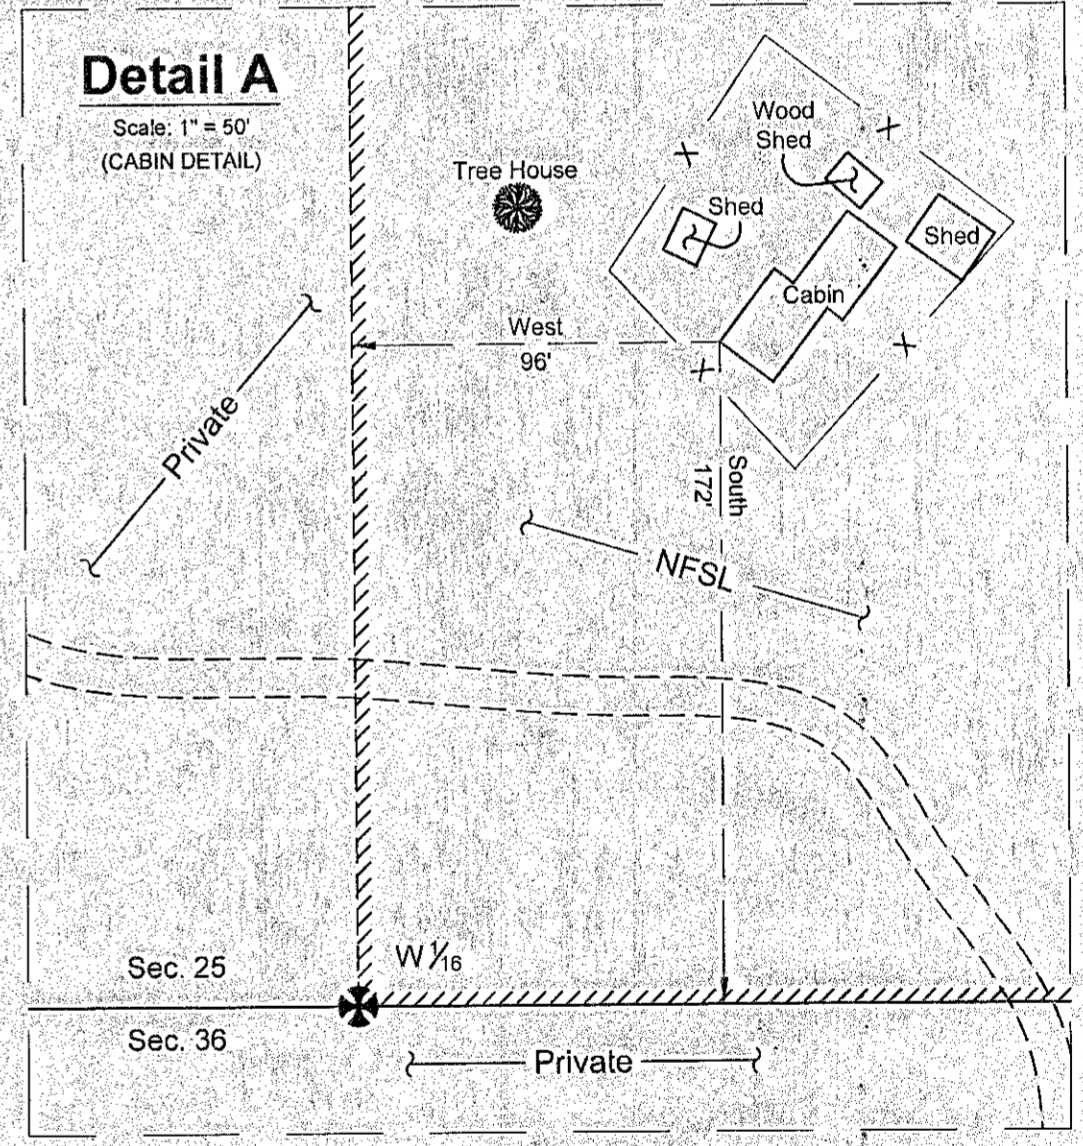 Detail A
Scale: 1" = 50'
(CABIN DETAIL)
Tree House
Wood
Shed
Shed
Shed
Cabin
West
96'
Private
South
172'
NFSL
W 1/16
Sec. 25
Sec. 36
Private